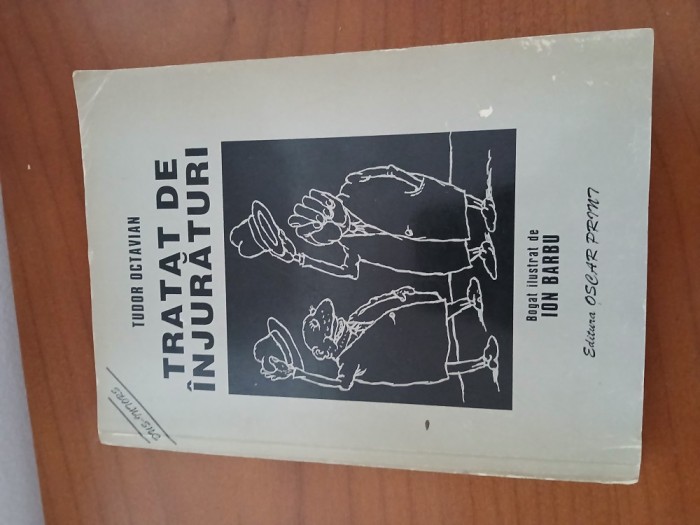 TUDOR OCTAVIAN
TRATAT DE
ÎNJURĂTURI
Bogat ilustrat de
ION BARBU
Editura OSCAR PRINT